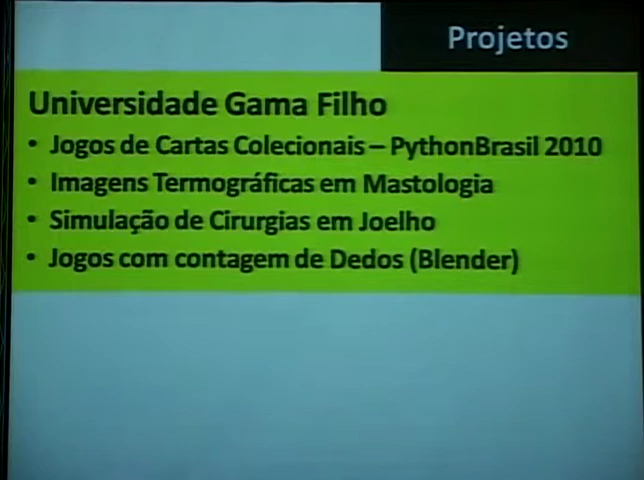 Projetos
Universidade Gama Filho
• Jogos de Cartas Colecionais – PythonBrasil 2010
• Imagens Termográficas em Mastologia
• Simulação de Cirurgias em Joelho
• Jogos com contagem de Dedos (Blender)